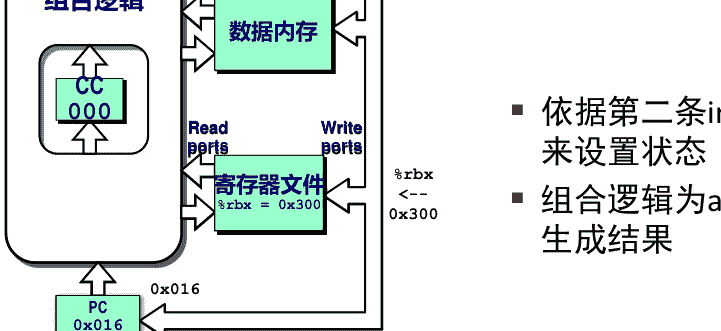 组合逻辑
数据内存
CC
000
Read
ports
Write
ports
寄存器文件
%rbx = 0x300
%rbx
<--
0x300
0x016
PC
0x016
依据第二条
来设置状态
组合逻辑为
生成结果